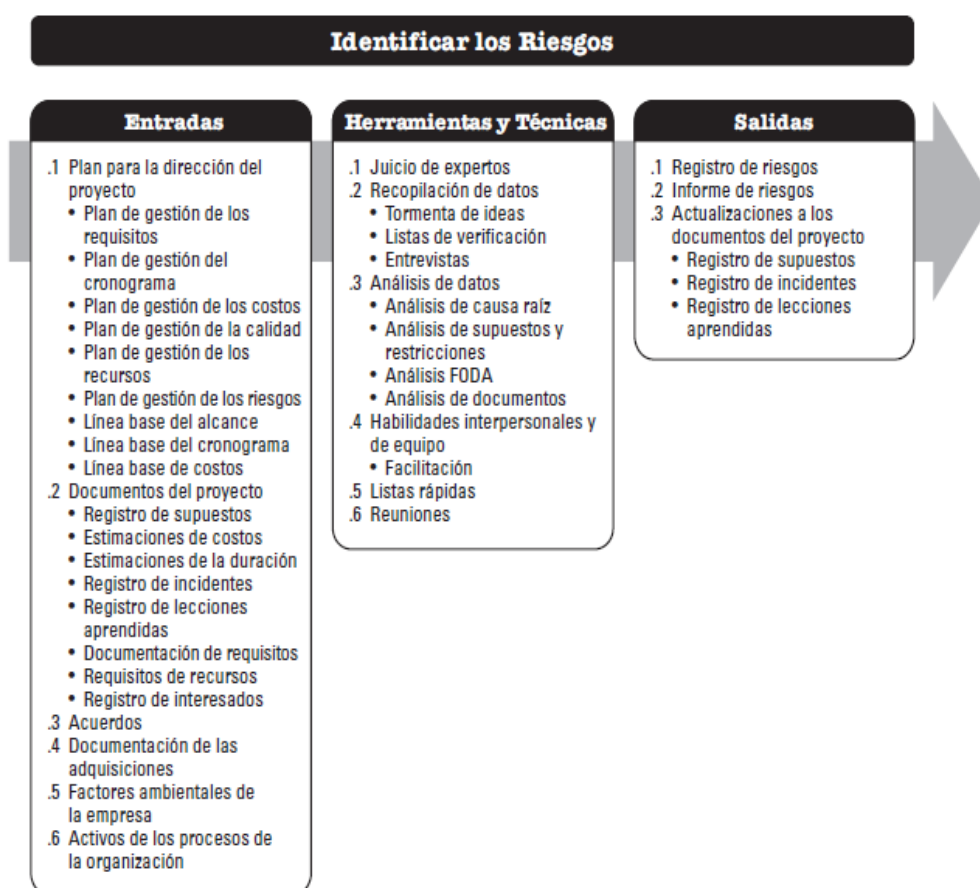 Identificar los Riesgos
Entradas
.1 Plan para la dirección del
proyecto
• Plan de gestión de los
requisitos
• Plan de gestión del
cronograma
• Plan de gestión de los costos
• Plan de gestión de la calidad
• Plan de gestión de los
recursos
• Plan de gestión de los riesgos
• Línea base del alcance
• Línea base del cronograma
• Línea base de costos
.2 Documentos del proyecto
• Registro de supuestos
• Estimaciones de costos
• Estimaciones de la duración
• Registro de incidentes
• Registro de lecciones
aprendidas
• Documentación de requisitos
• Requisitos de recursos
• Registro de interesados
.3 Acuerdos
.4 Documentación de las
adquisiciones
.5 Factores ambientales de
la empresa
.6 Activos de los procesos de
la organización
Herramientas y Técnicas
.1 Juicio de expertos
.2 Recopilación de datos
• Tormenta de ideas
• Listas de verificación
• Entrevistas
.3 Análisis de datos
• Análisis de causa raíz
• Análisis de supuestos y
restricciones
• Análisis FODA
• Análisis de documentos
.4 Habilidades interpersonales y
de equipo
• Facilitación
.5 Listas rápidas
.6 Reuniones
Salidas
.1 Registro de riesgos
.2 Informe de riesgos
.3 Actualizaciones a los
documentos del proyecto
• Registro de supuestos
• Registro de incidentes
• Registro de lecciones
aprendidas